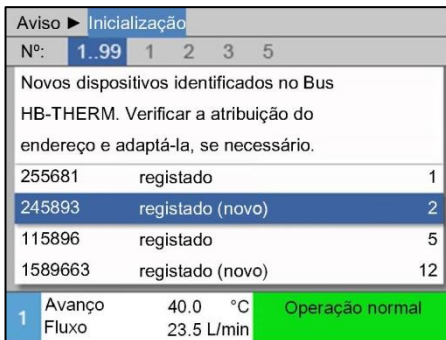 Aviso ► Inicialização
Nº: 1..99 1 2 3 5
Novos dispositivos identificados no Bus
HB-THERM. Verificar a atribuição do
endereço e adaptá-la, se necessário.
255681 registado 1
245893 registado (novo) 2
115896 registado 5
1589663 registado (novo) 12
1 Avanço 40.0 °C Operação normal
Fluxo 23.5 L/min